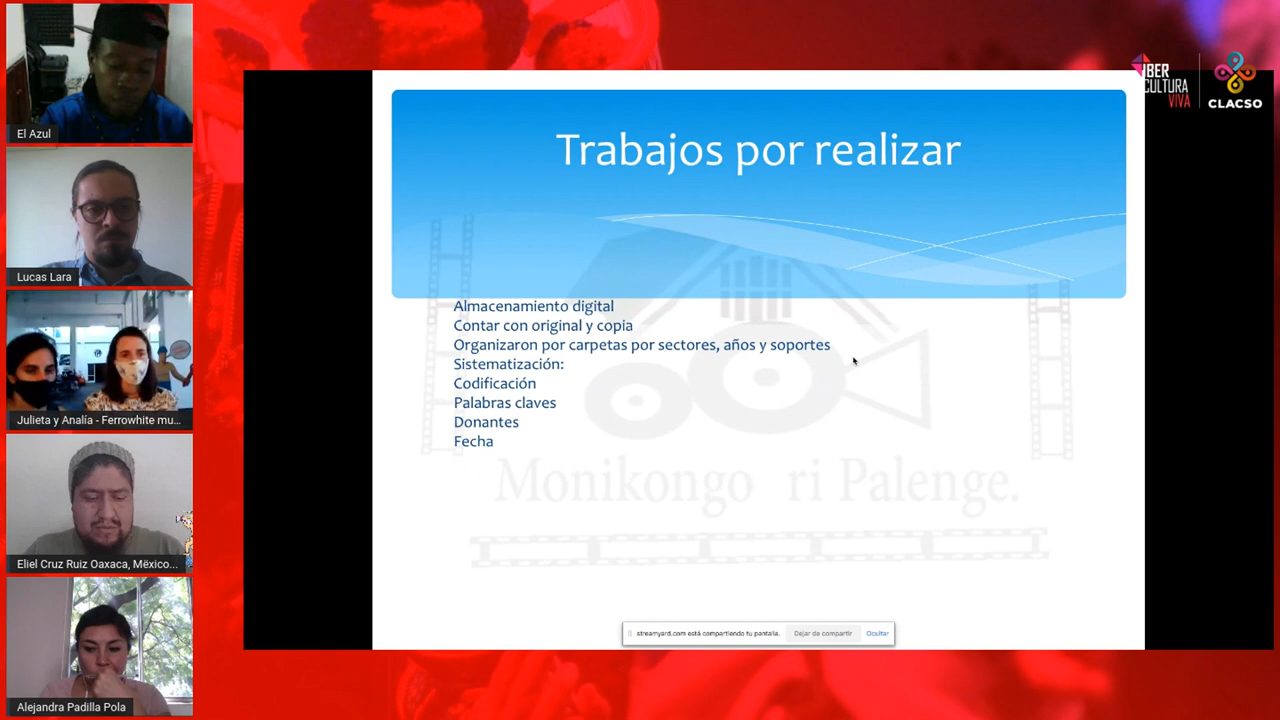 El Azul
Lucas Lara
Julieta y Analía - Ferrowhite mu...
Eliel Cruz Ruiz Oaxaca, Mëxico...
Alejandra Padilla Pola
IBER
CULTURA
VIVA
CLACSO
Trabajos por realizar
Almacenamiento digital
Contar con original y copia
Organizaron por carpetas por sectores, años y soportes
Sistematización:
Codificación
Palabras claves
Donantes
Fecha
Monikongo ri Palenge.
streamyard.com está compartiendo tu pantalla.
Dejar de compartir
Ocultar